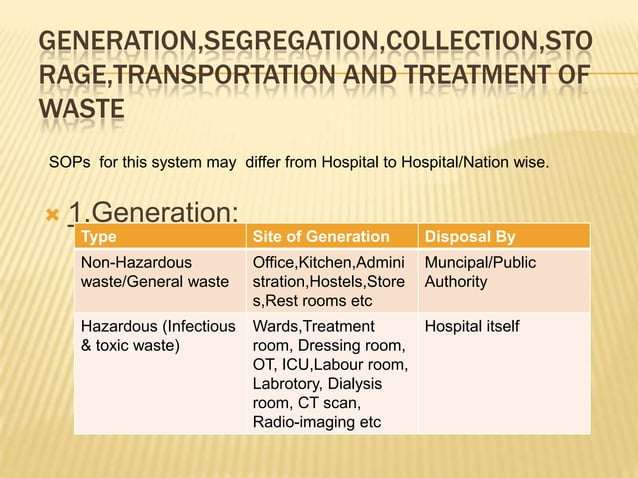 GENERATION,SEGREGATION,COLLECTION,STO
RAGE,TRANSPORTATION AND TREATMENT OF
WASTE
SOPs for this system may differ from Hospital to Hospital/Nation wise.
1.Generation:
Type Site of Generation Disposal By
Non-Hazardous Office,Kitchen,Admini Muncipal/Public
waste/General waste stration,Hostels,Store Authority
s,Rest rooms etc
Hazardous (Infectious Wards,Treatment Hospital itself
& toxic waste) room, Dressing room,
OT, ICU,Labour room,
Labrotory, Dialysis
room, CT scan,
Radio-imaging etc